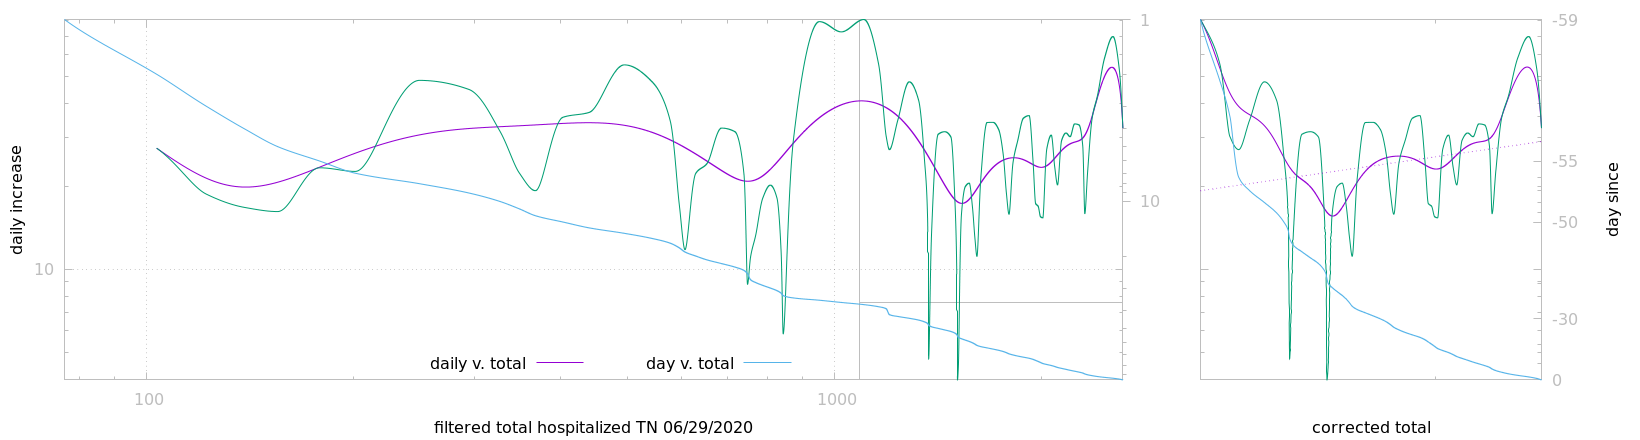 1
-59
daily increase
-55
day since
10
-50
10
-30
daily v. total
day v. total
0
100
1000
filtered total hospitalized TN 06/29/2020
corrected total